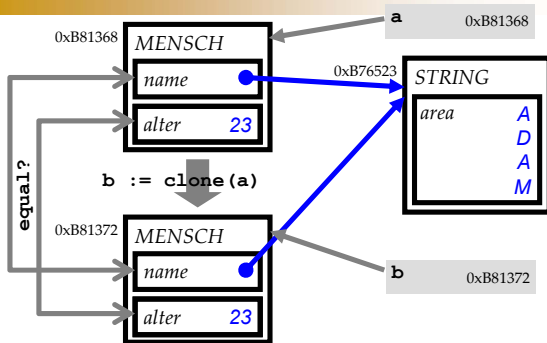 a 0xB81368
0xB81368
MENSCH
0xB76523
name
STRING
alter 23
area A
D
A
M
equal?
b := clone(a)
0xB81372
MENSCH
name
b 0xB81372
alter 23